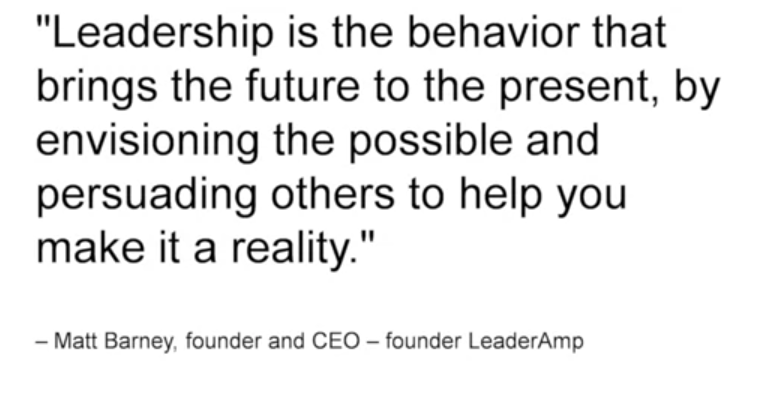 "Leadership is the behavior that
brings the future to the present, by
envisioning the possible and
persuading others to help you
make it a reality."
– Matt Barney, founder and CEO – founder LeaderAmp